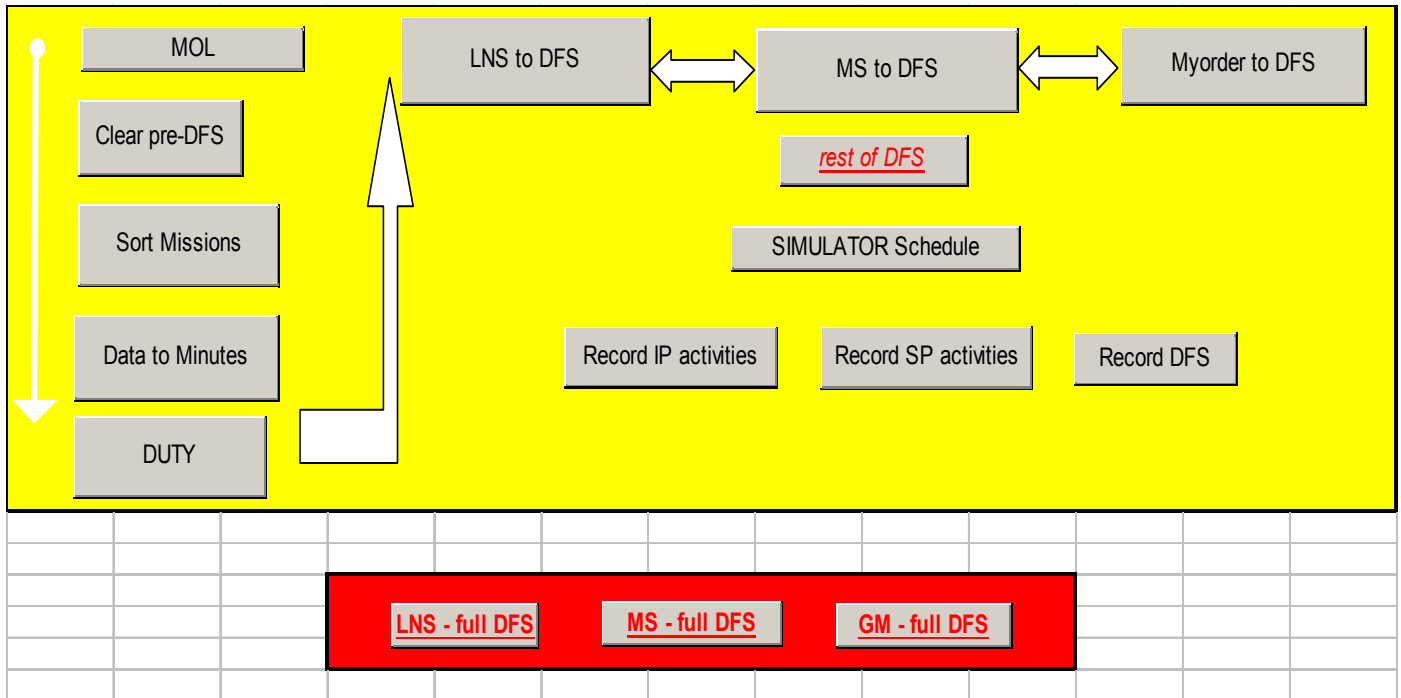 MOL
Clear pre-DFS
Sort Missions
Data to Minutes
DUTY
LNS to DFS
MS to DFS
Myorder to DFS
rest of DFS
SIMULATOR Schedule
Record IP activities
Record SP activities
Record DFS
LNS - full DFS
MS - full DFS
GM - full DFS